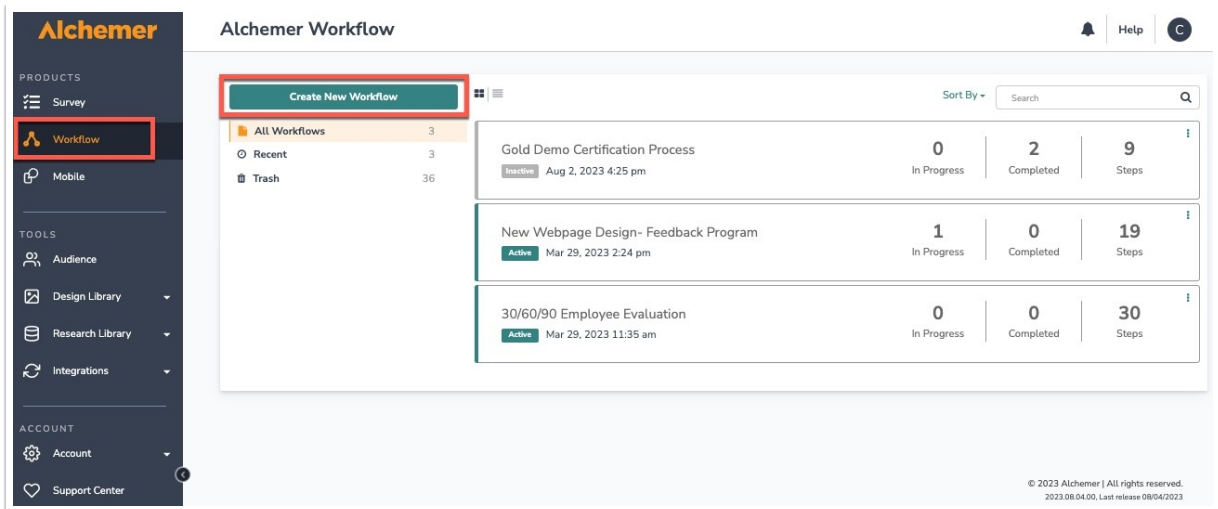 Alchemer
PRODUCTS
Survey
Workflow
Mobile
TOOLS
Audience
Design Library
Research Library
Integrations
ACCOUNT
Account
Support Center
Alchemer Workflow
Help
C
Create New Workflow
All Workflows 3
Recent 3
Trash 36
Sort By
Search
Gold Demo Certification Process
Inactive Aug 2, 2023 4:25 pm
0 2 9
In Progress Completed Steps
New Webpage Design- Feedback Program
Active Mar 29, 2023 2:24 pm
1 0 19
In Progress Completed Steps
30/60/90 Employee Evaluation
Active Mar 29, 2023 11:35 am
0 0 30
In Progress Completed Steps
© 2023 Alchemer | All rights reserved.
2023.08.04.00, Last release 08/04/2023